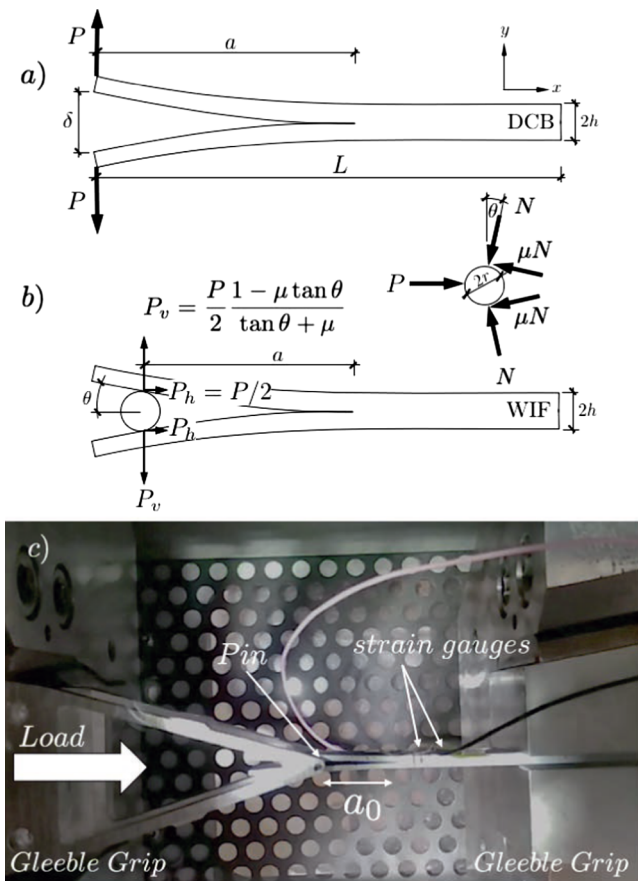 P
a
y
x
a)
δ
DCB
2h
L
P
θ
N
μN
P
2r
μN
N
b)
P_v = P/2 (1 − μ tan θ)/(tan θ + μ)
a
P_h = P/2
θ
P_h
WIF
2h
P_v
c)
Pin
strain gauges
Load
a_0
Gleeble Grip
Gleeble Grip